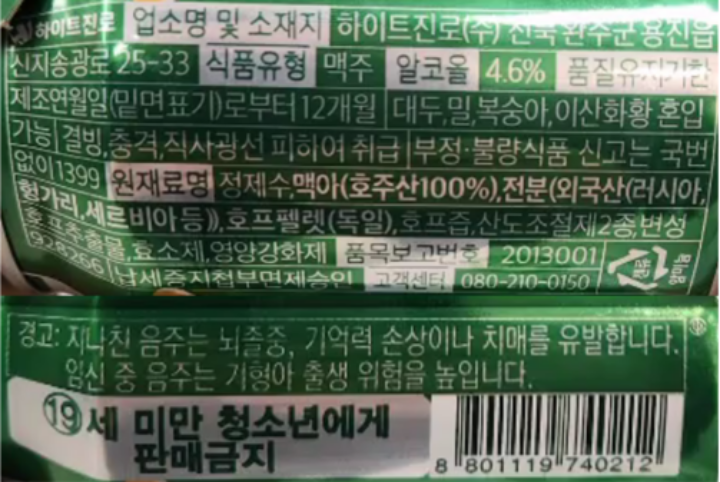 하이트진로 업소명 및 소재지 하이트진로(주) 전북 완주군 용진읍
신지송광로 25-33 식품유형 맥주 알코올 4.6% 품질유지기한
제조연월일(밑면표기)로부터 12개월 대두,밀,복숭아,이산화황 혼입
가능 결빙,충격,직사광선 피하여 취급 부정·불량식품 신고는 국번
없이1399 원재료명 정제수,맥아(호주산100%),전분(외국산(러시아,
헝가리,세르비아등)),호프펠렛(독일),호프즙,산도조절제2종,변성
호프추출물,효소제,영양강화제 품목보고번호 2013001
928266 납세증지첩부면제승인 고객센터 080-210-0150 캔류 알미늄
경고: 지나친 음주는 뇌졸중, 기억력 손상이나 치매를 유발합니다.
임신 중 음주는 기형아 출생 위험을 높입니다.
19세 미만 청소년에게
판매금지
8 801119 740212